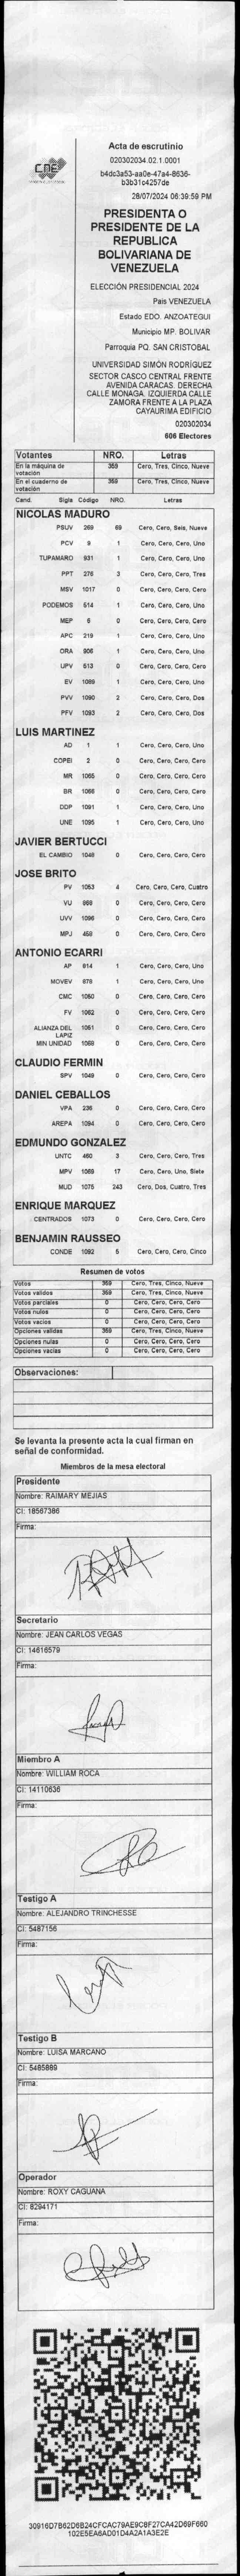 CNE
Acta de escrutinio
020302034.02.1.0001
b4dc3a53-aa0e-47a4-8636-
b3b31c4257de
28/07/2024 06:39:59 PM
PRESIDENTA O
PRESIDENTE DE LA
REPUBLICA
BOLIVARIANA DE
VENEZUELA
ELECCIÓN PRESIDENCIAL 2024
Pais VENEZUELA
Estado EDO. ANZOATEGUI
Municipio MP. BOLIVAR
Parroquia PQ. SAN CRISTOBAL
UNIVERSIDAD SIMÓN RODRÍGUEZ
SECTOR CASCO CENTRAL FRENTE
AVENIDA CARACAS. DERECHA
CALLE MONAGA. IZQUIERDA CALLE
ZAMORA FRENTE A LA PLAZA
CAYAURIMA EDIFICIO
020302034
606 Electores
Votantes NRO. Letras
En la máquina de votación 359 Cero, Tres, Cinco, Nueve
En el cuaderno de votación 359 Cero, Tres, Cinco, Nueve
Cand. Sigla Código NRO. Letras
NICOLAS MADURO
PSUV 269 69 Cero, Cero, Seis, Nueve
PCV 9 1 Cero, Cero, Cero, Uno
TUPAMARO 931 1 Cero, Cero, Cero, Uno
PPT 276 3 Cero, Cero, Cero, Tres
MSV 1017 0 Cero, Cero, Cero, Cero
PODEMOS 514 1 Cero, Cero, Cero, Uno
MEP 6 0 Cero, Cero, Cero, Cero
APC 219 1 Cero, Cero, Cero, Uno
ORA 906 1 Cero, Cero, Cero, Uno
UPV 513 0 Cero, Cero, Cero, Cero
EV 1089 1 Cero, Cero, Cero, Uno
PVV 1090 2 Cero, Cero, Cero, Dos
PFV 1093 2 Cero, Cero, Cero, Dos
LUIS MARTINEZ
AD 1 1 Cero, Cero, Cero, Uno
COPEI 2 0 Cero, Cero, Cero, Cero
MR 1065 0 Cero, Cero, Cero, Cero
BR 1066 0 Cero, Cero, Cero, Cero
DDP 1091 1 Cero, Cero, Cero, Uno
UNE 1095 1 Cero, Cero, Cero, Uno
JAVIER BERTUCCI
EL CAMBIO 1048 0 Cero, Cero, Cero, Cero
JOSE BRITO
PV 1053 4 Cero, Cero, Cero, Cuatro
VU 868 0 Cero, Cero, Cero, Cero
UVV 1096 0 Cero, Cero, Cero, Cero
MPJ 458 0 Cero, Cero, Cero, Cero
ANTONIO ECARRI
AP 814 1 Cero, Cero, Cero, Uno
MOVEV 878 1 Cero, Cero, Cero, Uno
CMC 1050 0 Cero, Cero, Cero, Cero
FV 1062 0 Cero, Cero, Cero, Cero
ALIANZA DEL LAPIZ 1051 0 Cero, Cero, Cero, Cero
MIN UNIDAD 1068 0 Cero, Cero, Cero, Cero
CLAUDIO FERMIN
SPV 1049 0 Cero, Cero, Cero, Cero
DANIEL CEBALLOS
VPA 236 0 Cero, Cero, Cero, Cero
AREPA 1094 0 Cero, Cero, Cero, Cero
EDMUNDO GONZALEZ
UNTC 460 3 Cero, Cero, Cero, Tres
MPV 1069 17 Cero, Cero, Uno, Siete
MUD 1075 243 Cero, Dos, Cuatro, Tres
ENRIQUE MARQUEZ
CENTRADOS 1073 0 Cero, Cero, Cero, Cero
BENJAMIN RAUSSEO
CONDE 1092 5 Cero, Cero, Cero, Cinco
Resumen de votos
Votos 359 Cero, Tres, Cinco, Nueve
Votos validos 359 Cero, Tres, Cinco, Nueve
Votos parciales 0 Cero, Cero, Cero, Cero
Votos nulos 0 Cero, Cero, Cero, Cero
Votos vacios 0 Cero, Cero, Cero, Cero
Opciones validas 359 Cero, Tres, Cinco, Nueve
Opciones nulas 0 Cero, Cero, Cero, Cero
Opciones vacias 0 Cero, Cero, Cero, Cero
Observaciones:
Se levanta la presente acta la cual firman en
señal de conformidad.
Miembros de la mesa electoral
Presidente
Nombre: RAIMARY MEJIAS
CI: 18567386
Firma:
Secretario
Nombre: JEAN CARLOS VEGAS
CI: 14616579
Firma:
Miembro A
Nombre: WILLIAM ROCA
CI: 14110636
Firma:
Testigo A
Nombre: ALEJANDRO TRINCHESSE
CI: 5487156
Firma:
Testigo B
Nombre: LUISA MARCANO
CI: 5485889
Firma:
Operador
Nombre: ROXY CAGUANA
CI: 8294171
Firma:
30916D7B62D6B24CFCAC79AE9C8F27CA42D69F660
102E5EA6AD01D4A2A1A3E2E